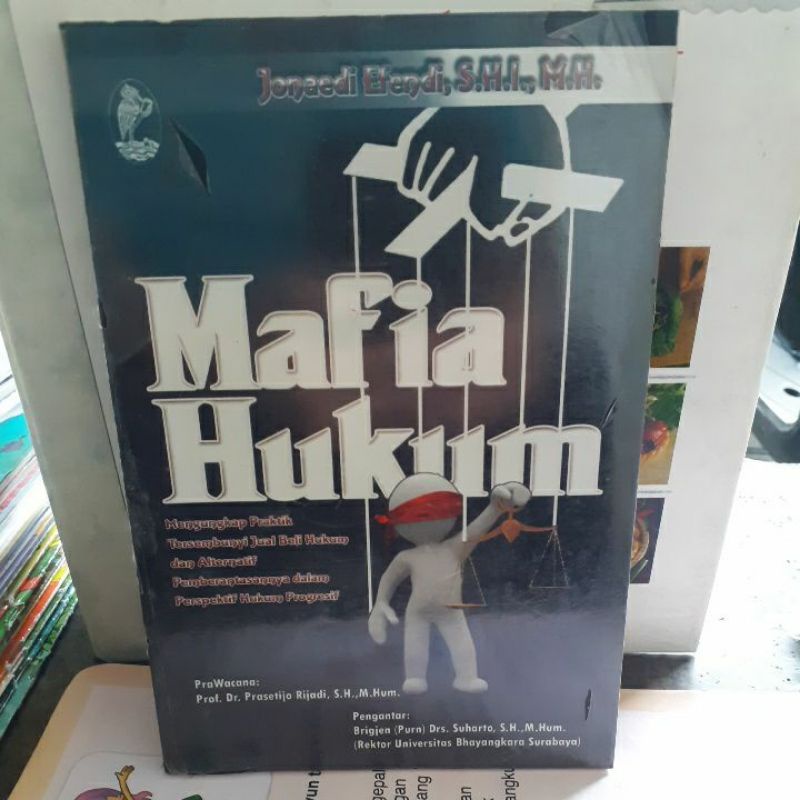 Jonaedi Efendi, S.H.I., M.H.
Mafia
Hukum
Mengungkap Praktik
Tersembunyi Jual Beli Hukum
dan Alternatif
Pemberantasannya dalam
Perspektif Hukum Progresif
PraWacana:
Prof. Dr. Prasetijo Rijadi, S.H.,M.Hum.
Pengantar:
Brigjen (Purn) Drs. Suharto, S.H.,M.Hum.
(Rektor Universitas Bhayangkara Surabaya)